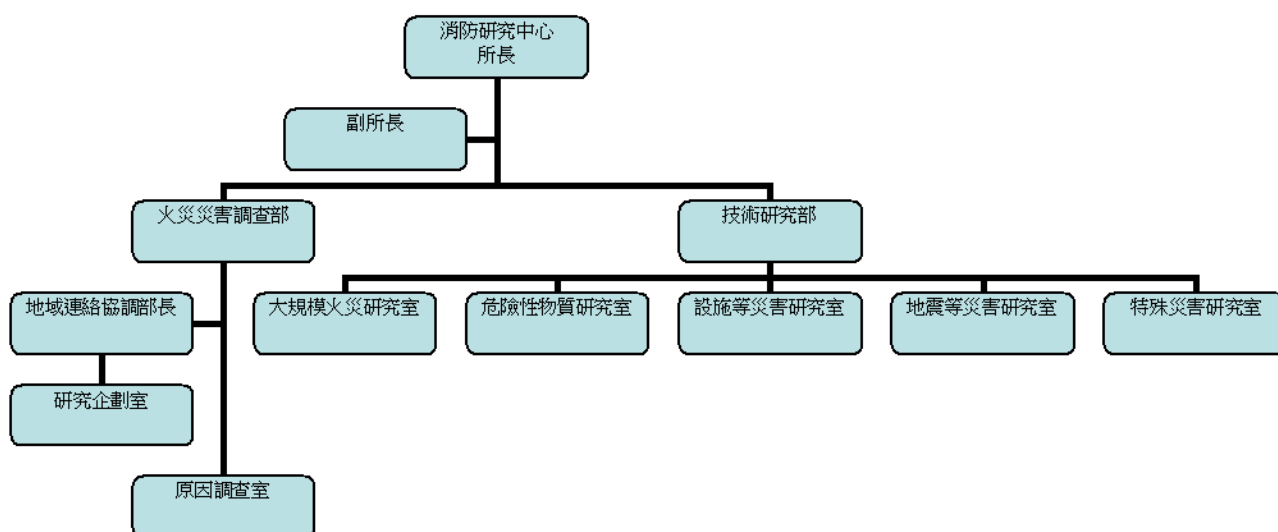 消防研究中心
所長
副所長
火災災害調查部
技術研究部
地域連絡協調部長
大規模火災研究室
危險性物質研究室
設施等災害研究室
地震等災害研究室
特殊災害研究室
研究企劃室
原因調查室